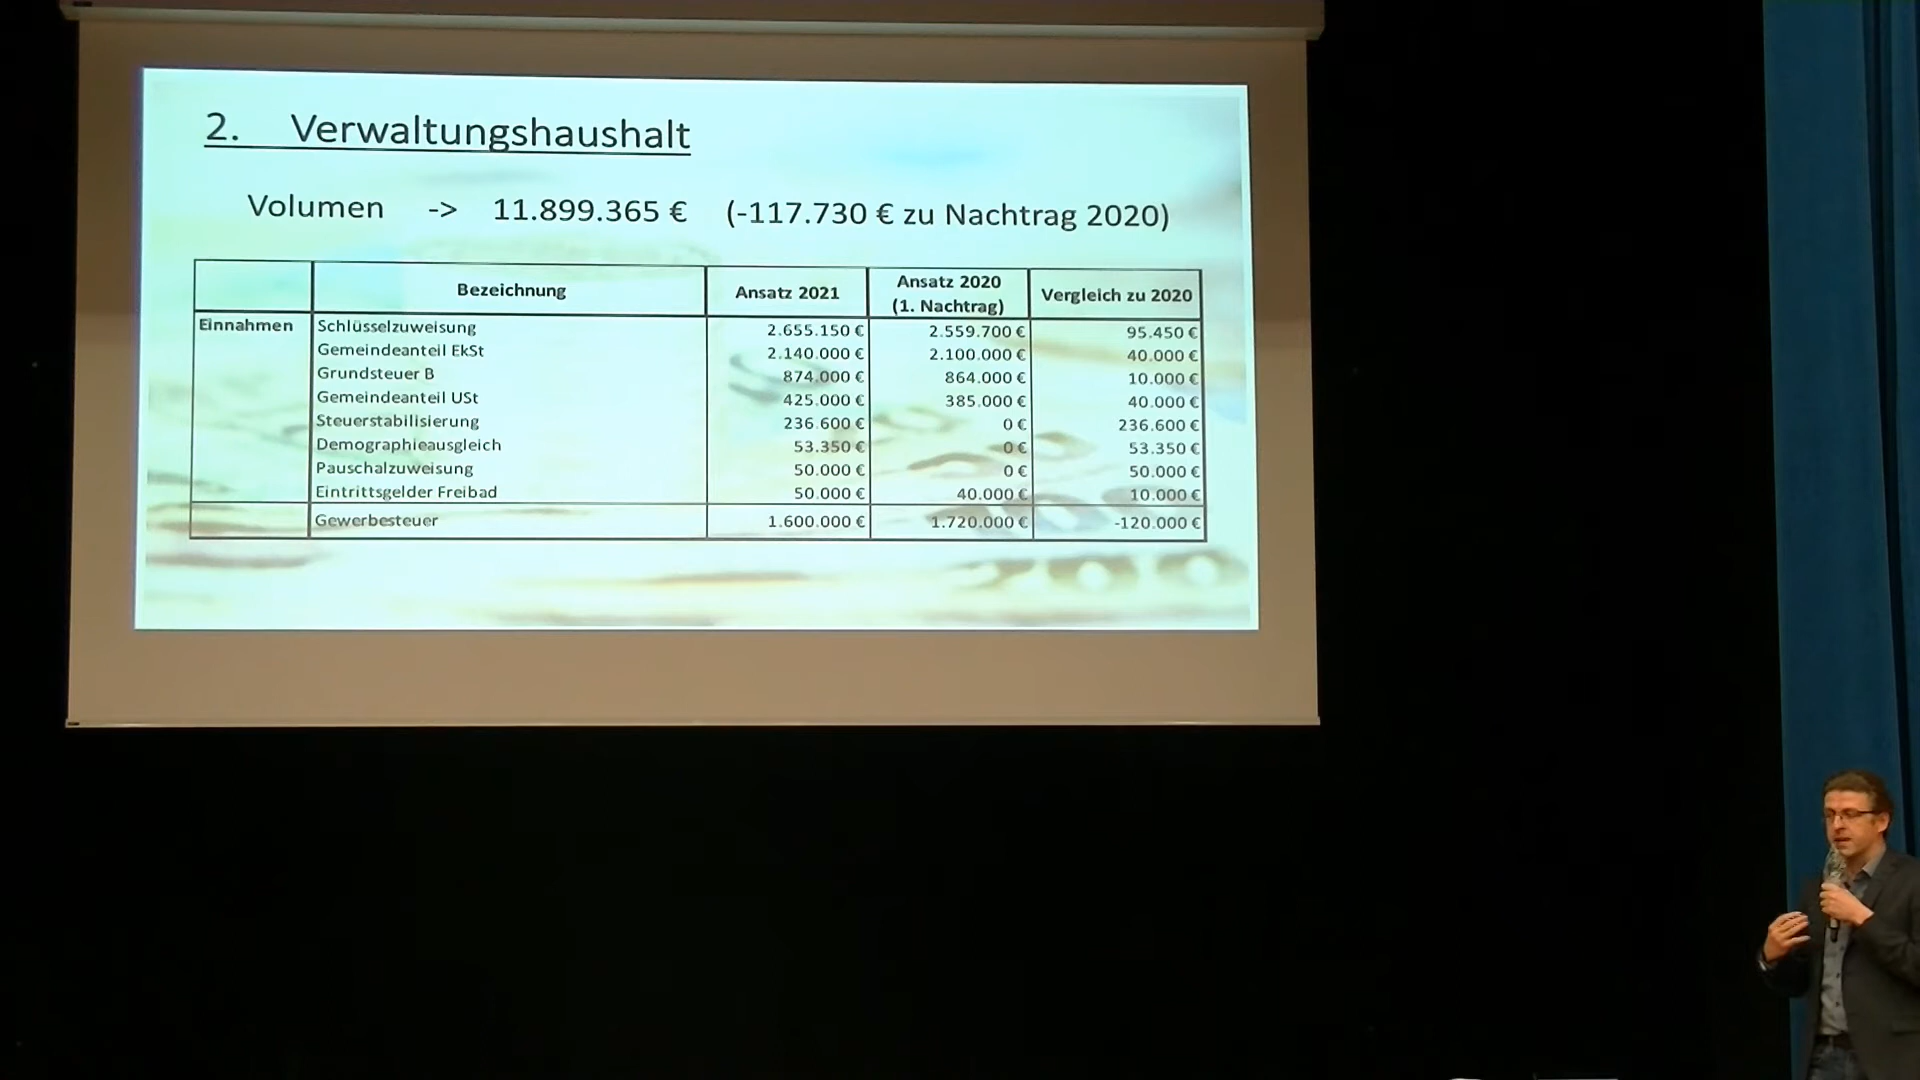 2. Verwaltungshaushalt
Volumen -> 11.899.365 € (-117.730 € zu Nachtrag 2020)
Bezeichnung Ansatz 2021 Ansatz 2020 (1. Nachtrag) Vergleich zu 2020
Einnahmen Schlüsselzuweisung 2.655.150 € 2.559.700 € 95.450 €
Gemeindeanteil EkSt 2.140.000 € 2.100.000 € 40.000 €
Grundsteuer B 874.000 € 864.000 € 10.000 €
Gemeindeanteil USt 425.000 € 385.000 € 40.000 €
Steuerstabilisierung 236.600 € 0 € 236.600 €
Demographieausgleich 53.350 € 0 € 53.350 €
Pauschalzuweisung 50.000 € 0 € 50.000 €
Eintrittsgelder Freibad 50.000 € 40.000 € 10.000 €
Gewerbesteuer 1.600.000 € 1.720.000 € -120.000 €